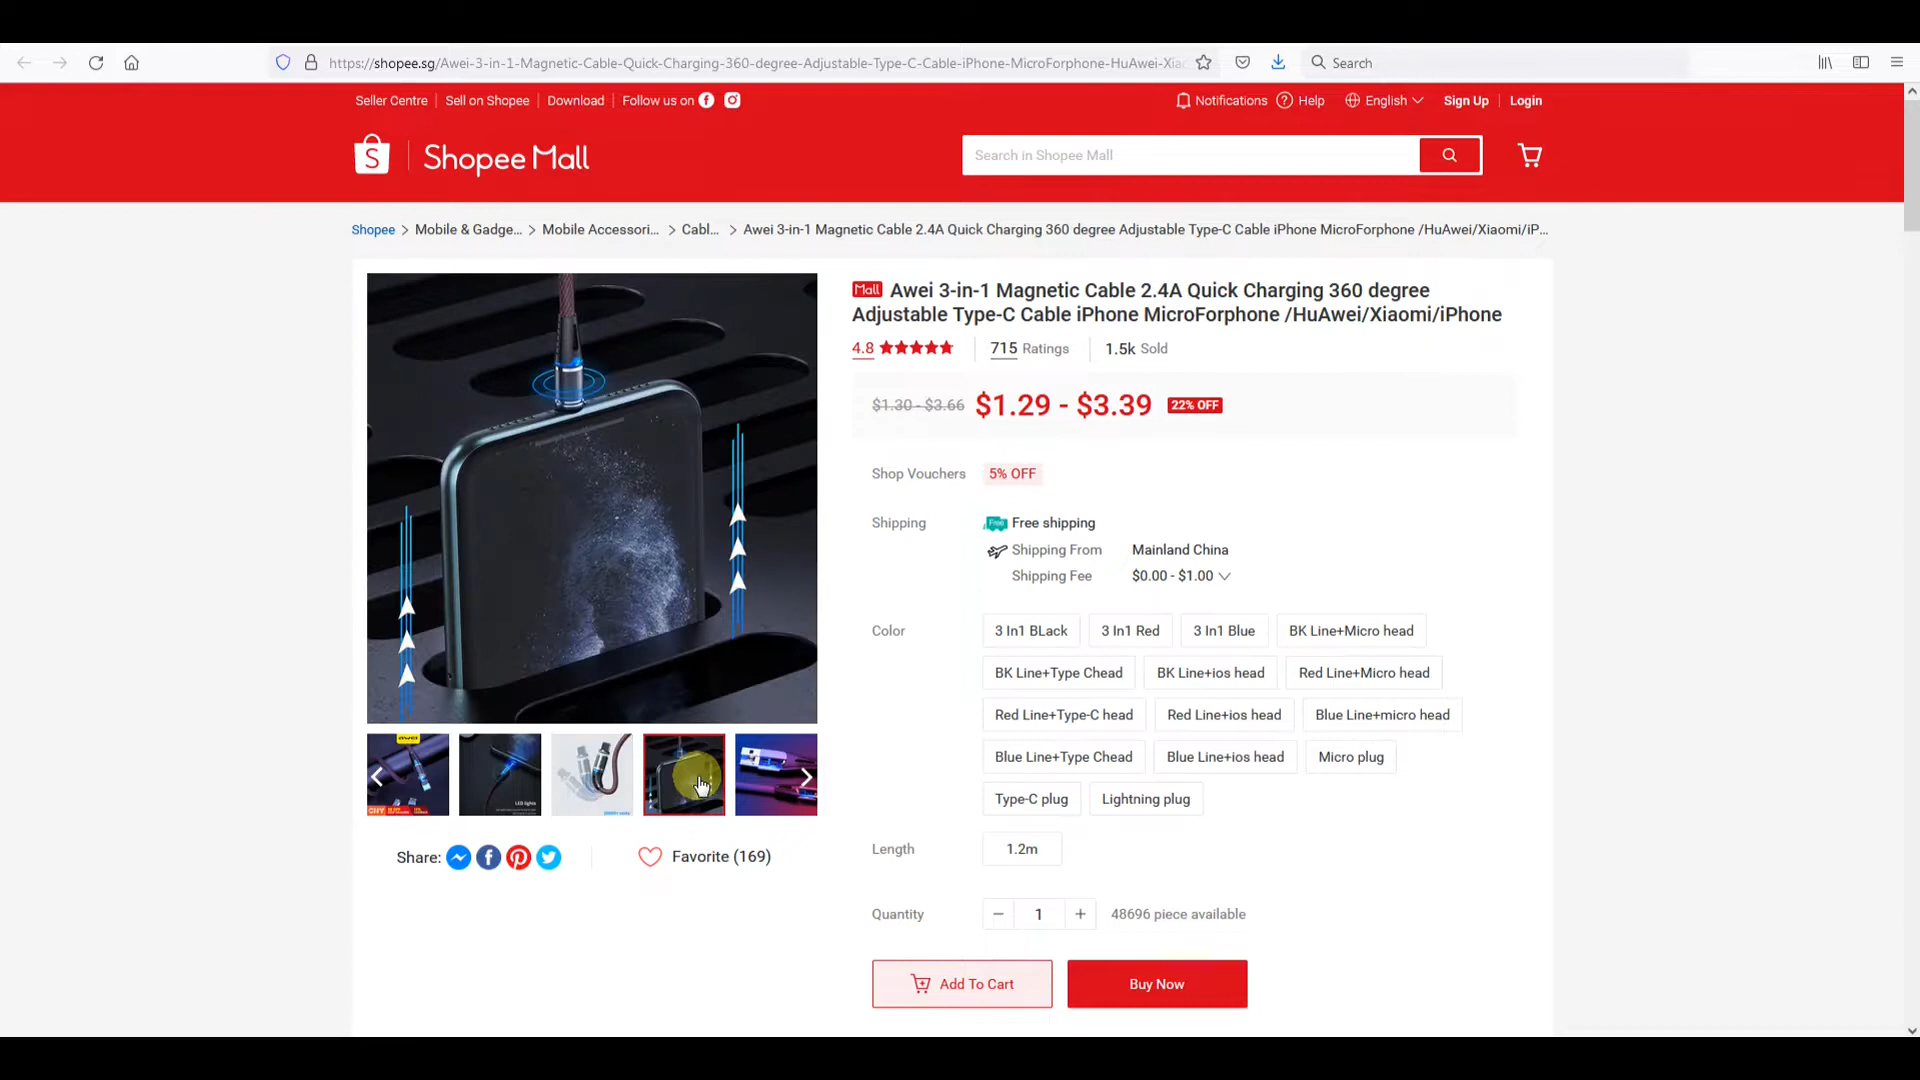 https://shopee.sg/Awei-3-in-1-Magnetic-Cable-Quick-Charging-360-degree-Adjustable-Type-C-Cable-iPhone-MicroForphone-HuAwei-Xiao
Search
Seller Centre
Sell on Shopee
Download
Follow us on
Notifications
Help
English
Sign Up
Login
Shopee Mall
Search in Shopee Mall
Shopee > Mobile & Gadge... > Mobile Accessori... > Cabl... > Awei 3-in-1 Magnetic Cable 2.4A Quick Charging 360 degree Adjustable Type-C Cable iPhone MicroForphone /HuAwei/Xiaomi/iP...
Mall Awei 3-in-1 Magnetic Cable 2.4A Quick Charging 360 degree
Adjustable Type-C Cable iPhone MicroForphone /HuAwei/Xiaomi/iPhone
4.8
715 Ratings
1.5k Sold
$1.30 - $3.66 $1.29 - $3.39 22% OFF
Shop Vouchers 5% OFF
Shipping Free Free shipping
Shipping From Mainland China
Shipping Fee $0.00 - $1.00
Color 3 In1 BLack 3 In1 Red 3 In1 Blue BK Line+Micro head
BK Line+Type Chead BK Line+ios head Red Line+Micro head
Red Line+Type-C head Red Line+ios head Blue Line+micro head
Blue Line+Type Chead Blue Line+ios head Micro plug
Type-C plug Lightning plug
Length 1.2m
Quantity 1 48696 piece available
Add To Cart Buy Now
awei
CNY
LED lights
Share:
Favorite (169)